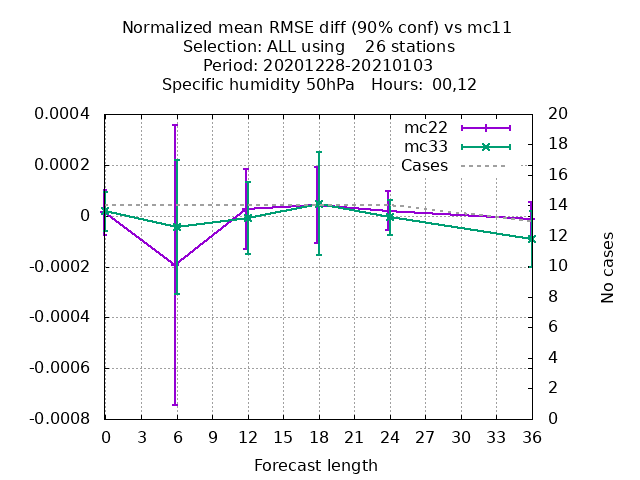 Normalized mean RMSE diff (90% conf) vs mc11
Selection: ALL using    26 stations
Period: 20201228-20210103
Specific humidity 50hPa   Hours: 00,12
0.0004
0.0002
0
-0.0002
-0.0004
-0.0006
-0.0008
mc22
mc33
Cases
20
18
16
14
12
10
8
6
4
2
0
No cases
0 3 6 9 12 15 18 21 24 27 30 33 36
Forecast length